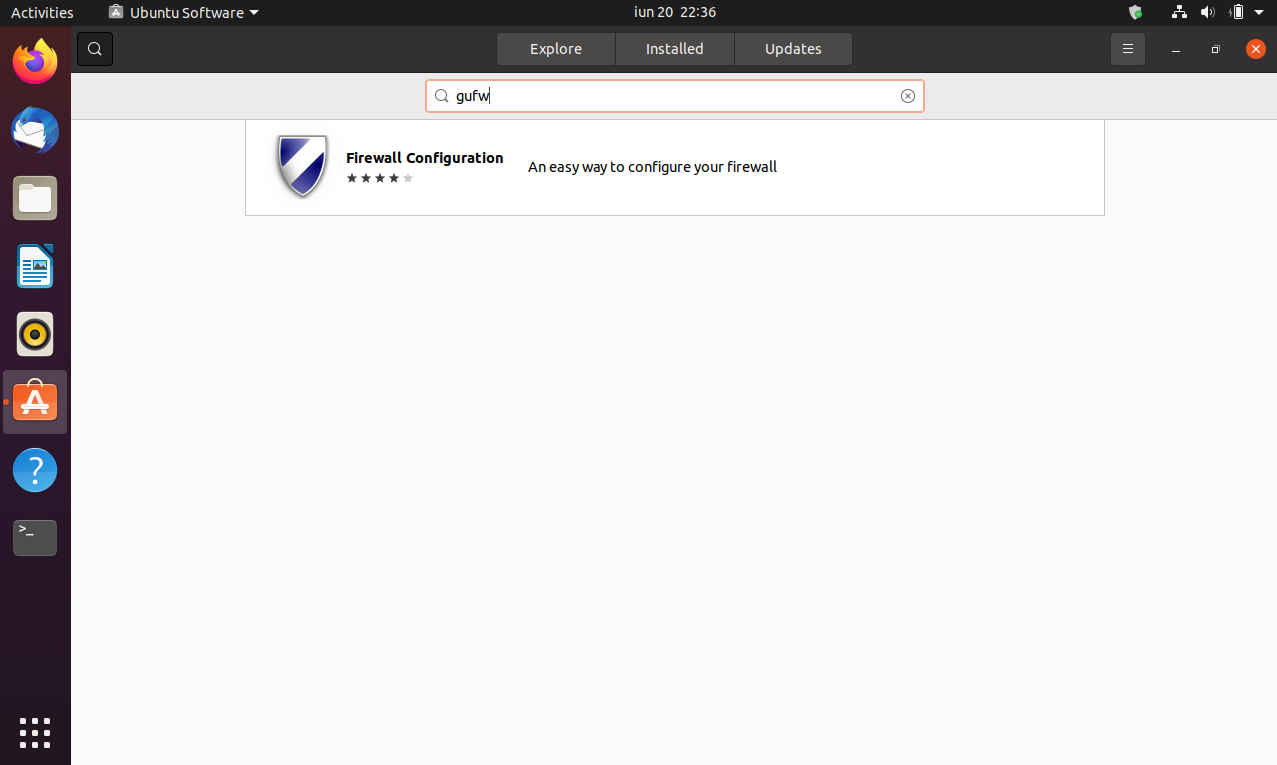 Activities Ubuntu Software iun 20 22:36
Explore Installed Updates
gufw
Firewall Configuration
An easy way to configure your firewall